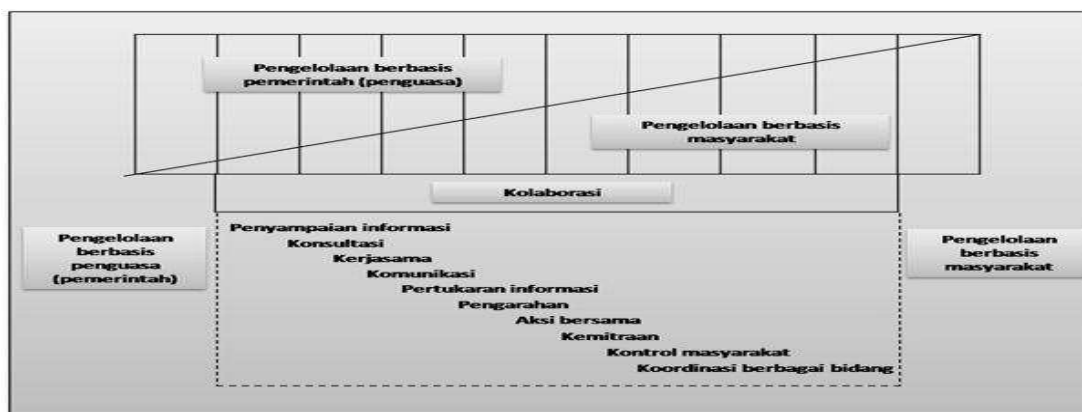 Pengelolaan berbasis
pemerintah (penguasa)
Pengelolaan berbasis
masyarakat
Kolaborasi
Pengelolaan
berbasis
penguasa
(pemerintah)
Penyampaian informasi
Konsultasi
Kerjasama
Komunikasi
Pertukaran informasi
Pengarahan
Aksi bersama
Kemitraan
Kontrol masyarakat
Koordinasi berbagai bidang
Pengelolaan
berbasis
masyarakat